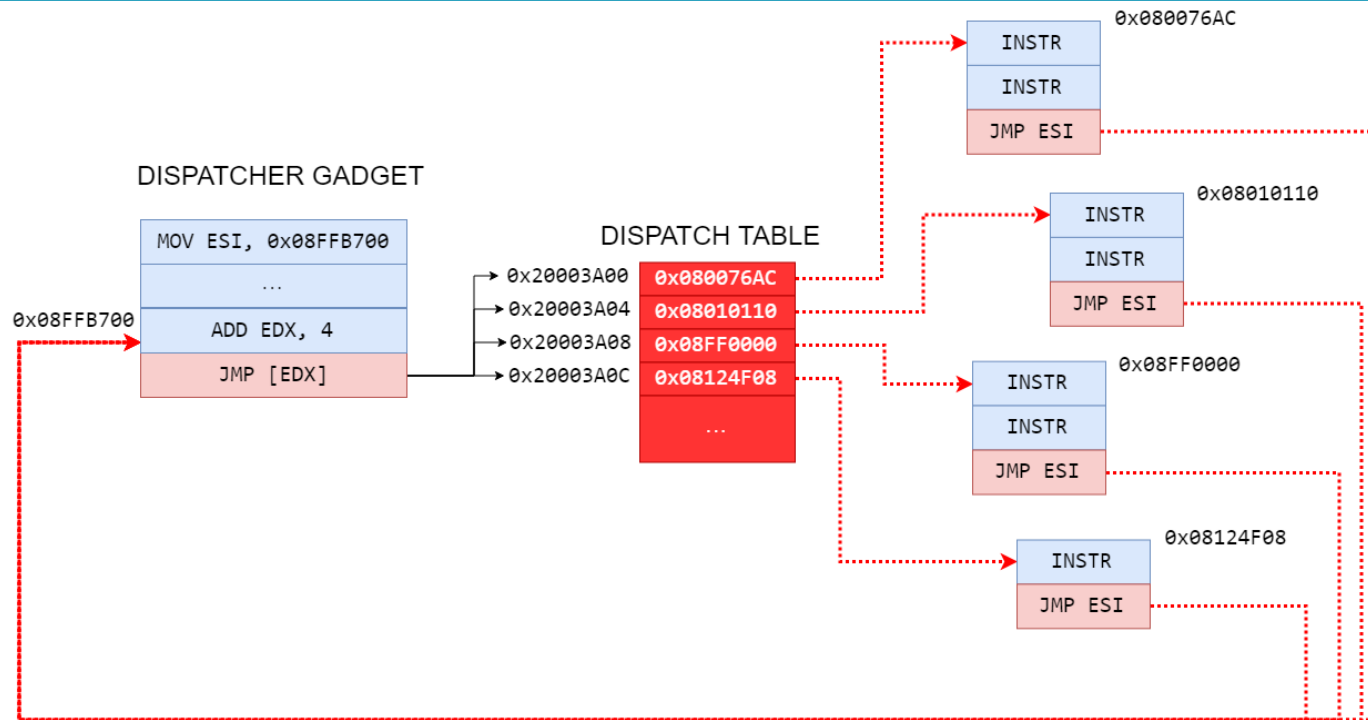 0x080076AC
INSTR
INSTR
JMP ESI
DISPATCHER GADGET
MOV ESI, 0x08FFB700
...
0x08FFB700
ADD EDX, 4
JMP [EDX]
DISPATCH TABLE
0x20003A00 0x080076AC
0x20003A04 0x08010110
0x20003A08 0x08FF0000
0x20003A0C 0x08124F08
...
0x08010110
INSTR
INSTR
JMP ESI
0x08FF0000
INSTR
INSTR
JMP ESI
0x08124F08
INSTR
JMP ESI